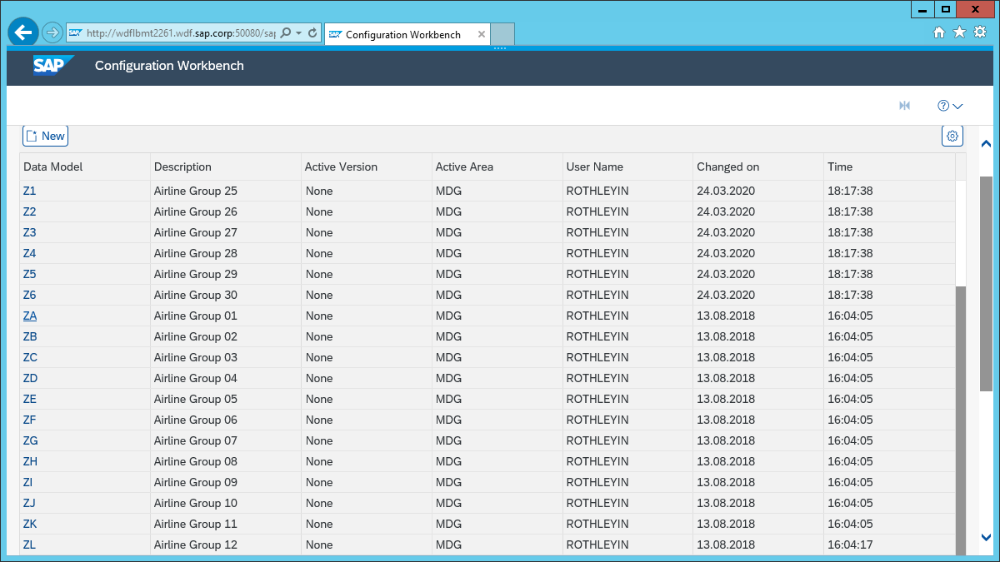 http://wdflbmt2261.wdf.sap.corp:50080/sap
Configuration Workbench
SAP Configuration Workbench
New
Data Model Description Active Version Active Area User Name Changed on Time
Z1 Airline Group 25 None MDG ROTHLEYIN 24.03.2020 18:17:38
Z2 Airline Group 26 None MDG ROTHLEYIN 24.03.2020 18:17:38
Z3 Airline Group 27 None MDG ROTHLEYIN 24.03.2020 18:17:38
Z4 Airline Group 28 None MDG ROTHLEYIN 24.03.2020 18:17:38
Z5 Airline Group 29 None MDG ROTHLEYIN 24.03.2020 18:17:38
Z6 Airline Group 30 None MDG ROTHLEYIN 24.03.2020 18:17:38
ZA Airline Group 01 None MDG ROTHLEYIN 13.08.2018 16:04:05
ZB Airline Group 02 None MDG ROTHLEYIN 13.08.2018 16:04:05
ZC Airline Group 03 None MDG ROTHLEYIN 13.08.2018 16:04:05
ZD Airline Group 04 None MDG ROTHLEYIN 13.08.2018 16:04:05
ZE Airline Group 05 None MDG ROTHLEYIN 13.08.2018 16:04:05
ZF Airline Group 06 None MDG ROTHLEYIN 13.08.2018 16:04:05
ZG Airline Group 07 None MDG ROTHLEYIN 13.08.2018 16:04:05
ZH Airline Group 08 None MDG ROTHLEYIN 13.08.2018 16:04:05
ZI Airline Group 09 None MDG ROTHLEYIN 13.08.2018 16:04:05
ZJ Airline Group 10 None MDG ROTHLEYIN 13.08.2018 16:04:05
ZK Airline Group 11 None MDG ROTHLEYIN 13.08.2018 16:04:05
ZL Airline Group 12 None MDG ROTHLEYIN 13.08.2018 16:04:17